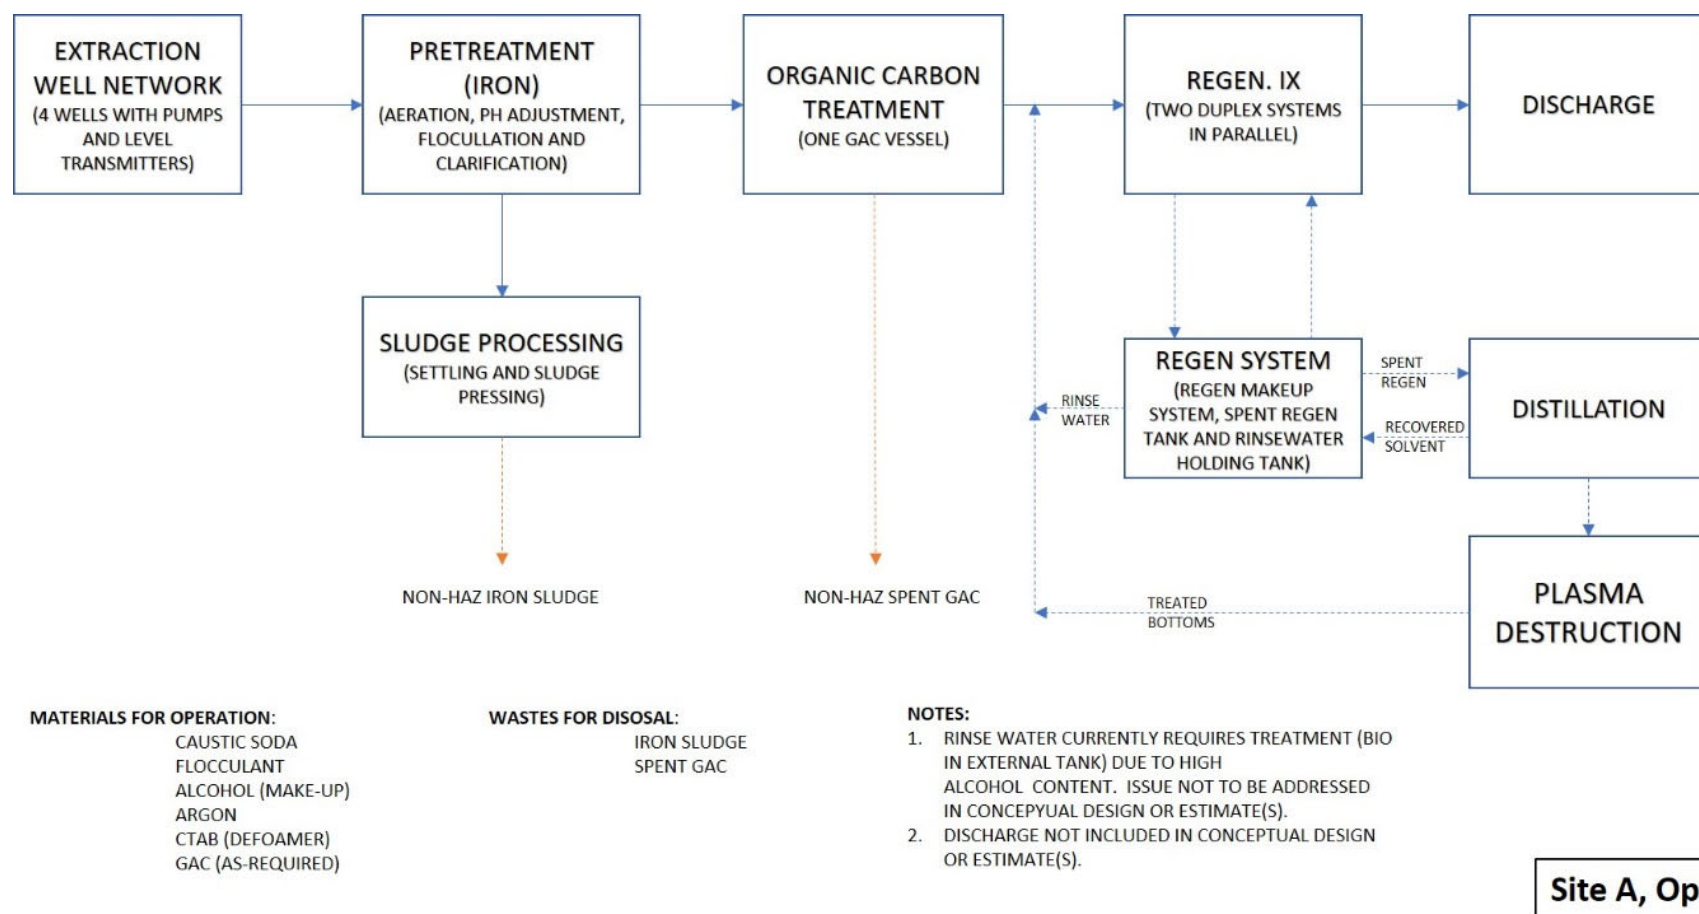 EXTRACTION
WELL NETWORK
(4 WELLS WITH PUMPS
AND LEVEL
TRANSMITTERS)
PRETREATMENT
(IRON)
(AERATION, PH ADJUSTMENT,
FLOCULLATION AND
CLARIFICATION)
ORGANIC CARBON
TREATMENT
(ONE GAC VESSEL)
REGEN. IX
(TWO DUPLEX SYSTEMS
IN PARALLEL)
DISCHARGE
SLUDGE PROCESSING
(SETTLING AND SLUDGE
PRESSING)
RINSE
WATER
REGEN SYSTEM
(REGEN MAKEUP
SYSTEM, SPENT REGEN
TANK AND RINSEWATER
HOLDING TANK)
SPENT
REGEN
RECOVERED
SOLVENT
DISTILLATION
NON-HAZ IRON SLUDGE
NON-HAZ SPENT GAC
TREATED
BOTTOMS
PLASMA
DESTRUCTION
MATERIALS FOR OPERATION:
CAUSTIC SODA
FLOCCULANT
ALCOHOL (MAKE-UP)
ARGON
CTAB (DEFOAMER)
GAC (AS-REQUIRED)
WASTES FOR DISOSAL:
IRON SLUDGE
SPENT GAC
NOTES:
1. RINSE WATER CURRENTLY REQUIRES TREATMENT (BIO
IN EXTERNAL TANK) DUE TO HIGH
ALCOHOL CONTENT. ISSUE NOT TO BE ADDRESSED
IN CONCEPYUAL DESIGN OR ESTIMATE(S).
2. DISCHARGE NOT INCLUDED IN CONCEPTUAL DESIGN
OR ESTIMATE(S).
Site A, Op